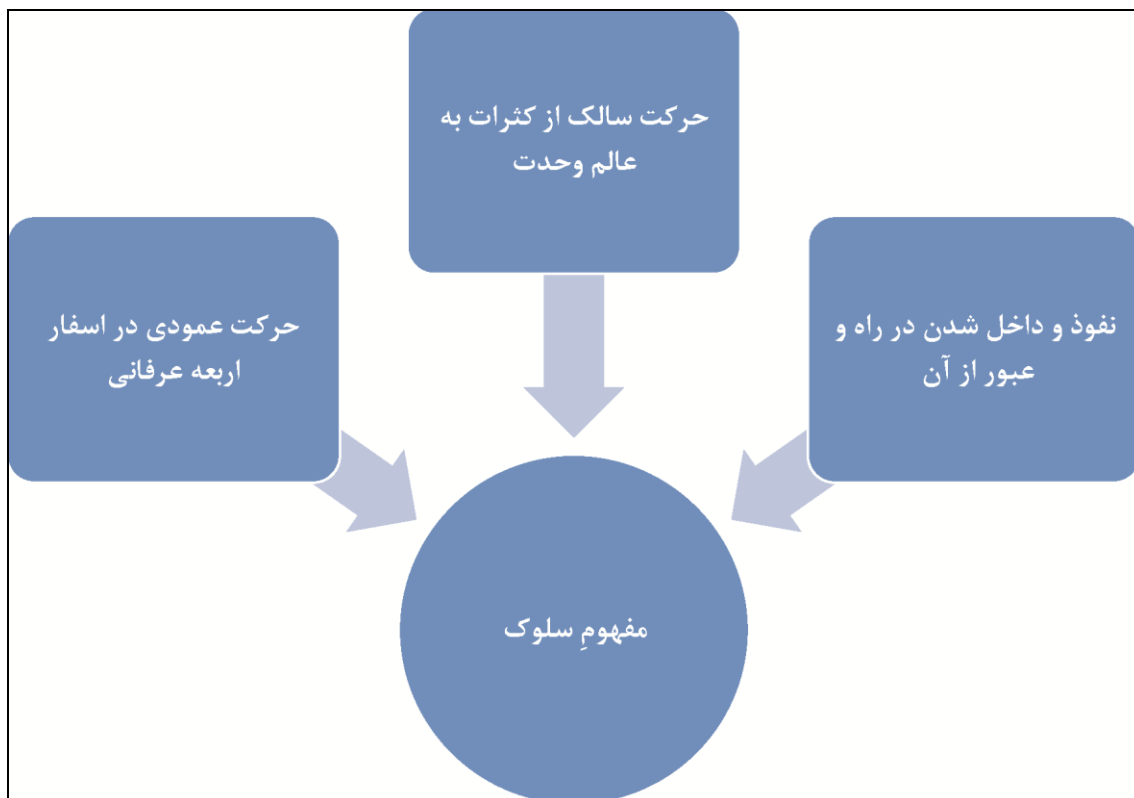 حرکت سالک از کثرات به
عالم وحدت
نفوذ و داخل شدن در راه و
عبور از آن
حرکت عمودی در اسفار
اربعه عرفانی
مفهومِ سلوک